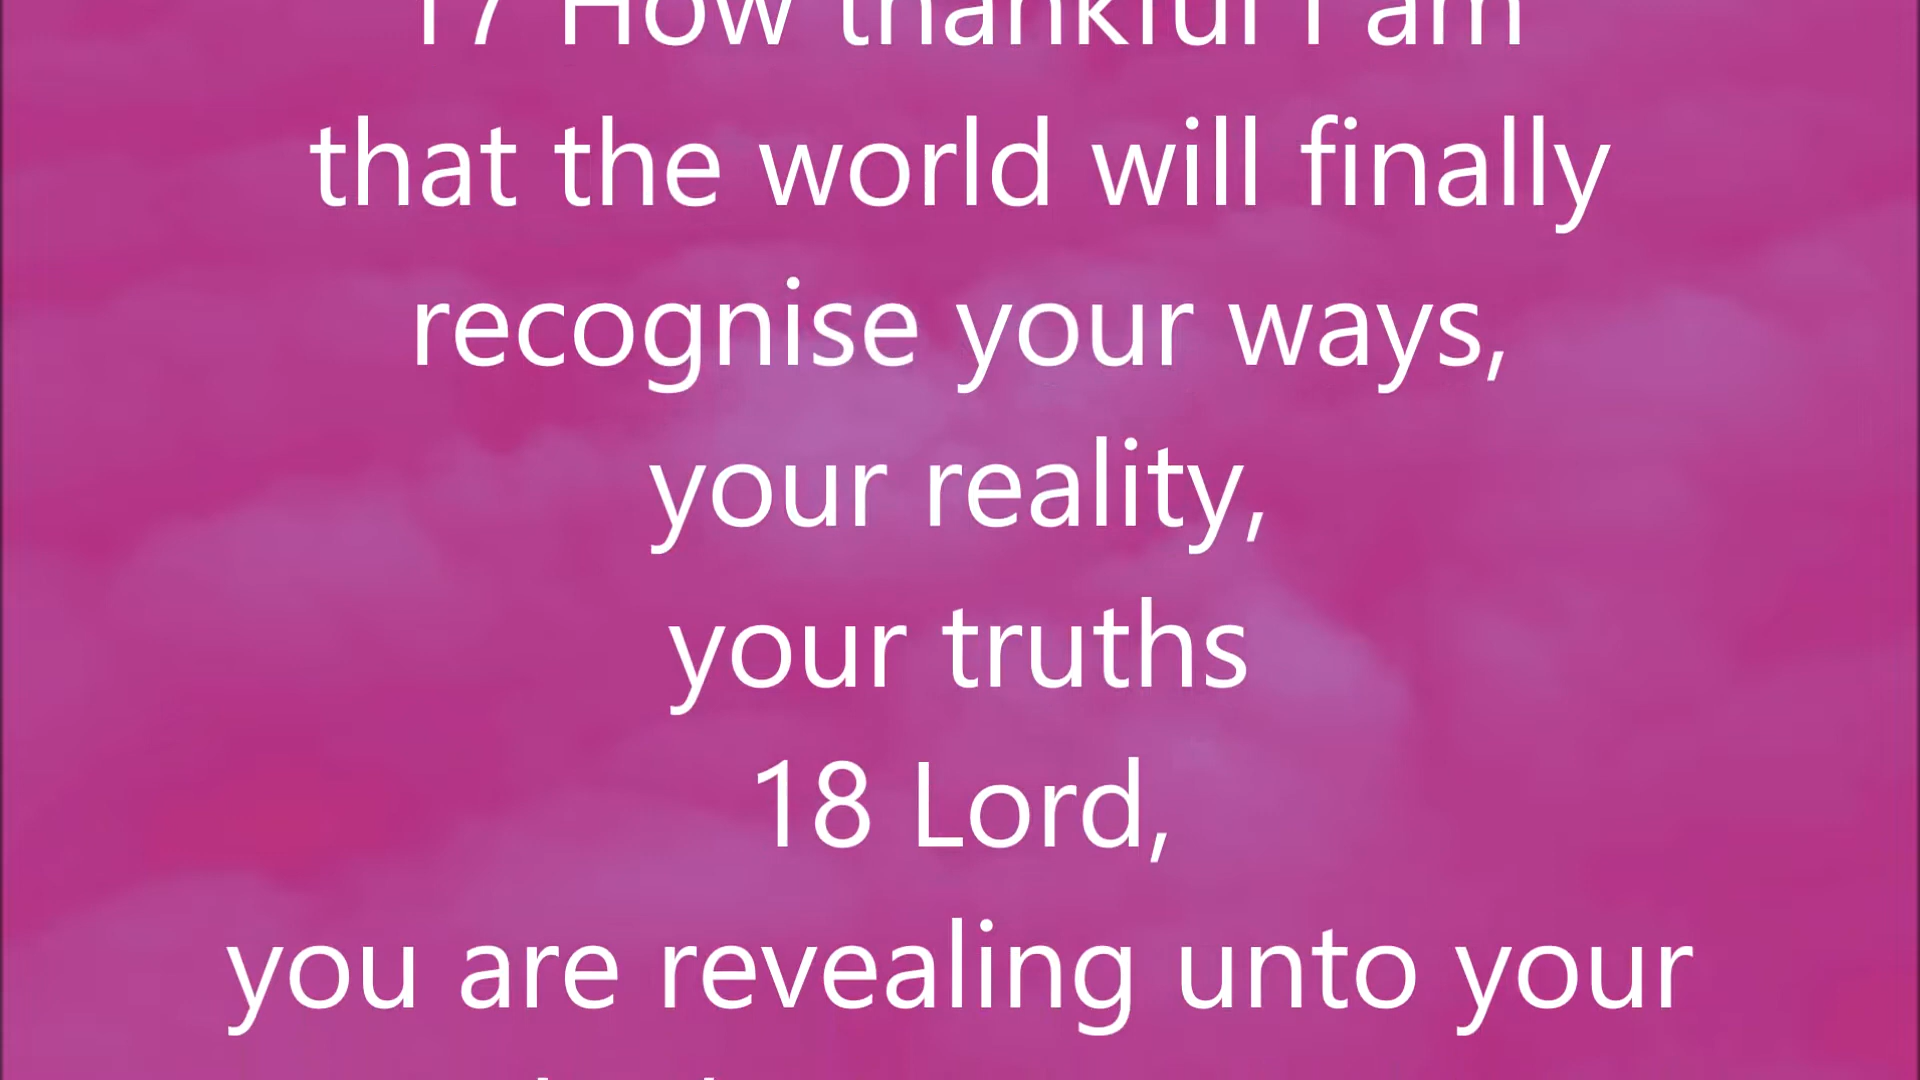 17 How thankful I am
that the world will finally
recognise your ways,
your reality,
your truths
18 Lord,
you are revealing unto your